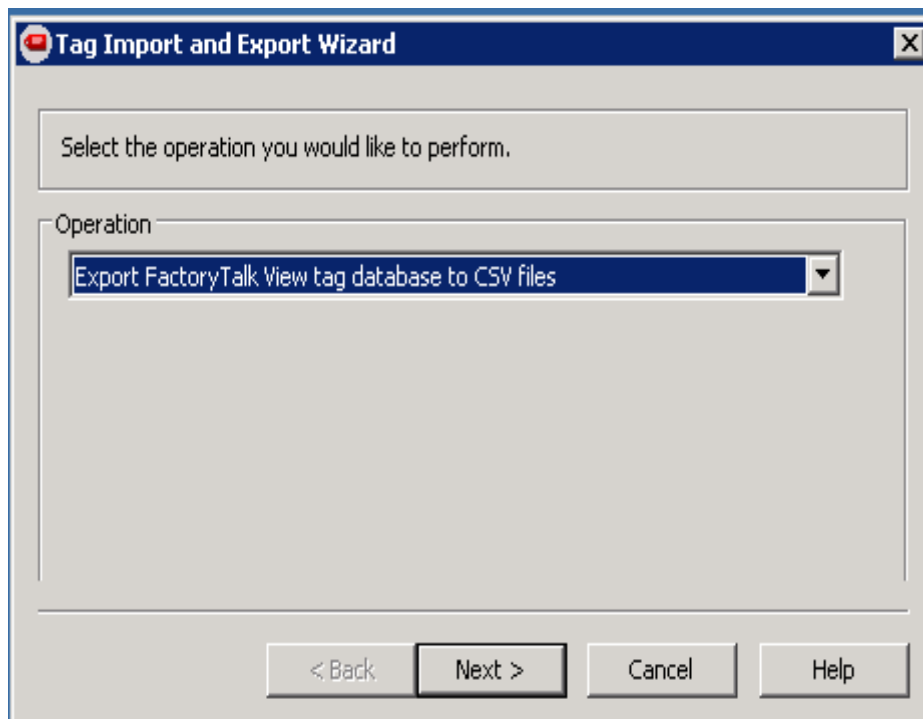 Tag Import and Export Wizard
Select the operation you would like to perform.
Operation
Export FactoryTalk View tag database to CSV files
< Back Next > Cancel Help